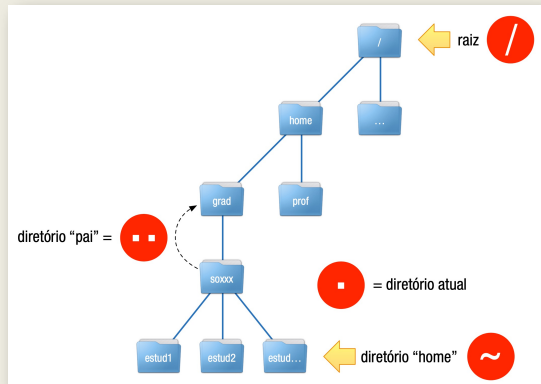 /
raiz /
home
...
grad
prof
diretório “pai” = ..
soxxx
. = diretório atual
estud1
estud2
estud...
diretório “home” ~